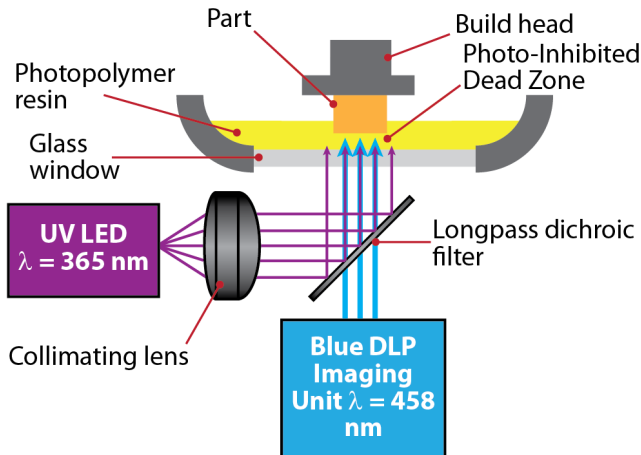 Part
Build head
Photo-Inhibited
Dead Zone
Photopolymer
resin
Glass
window
UV LED
λ = 365 nm
Longpass dichroic
filter
Collimating lens
Blue DLP
Imaging
Unit λ = 458
nm